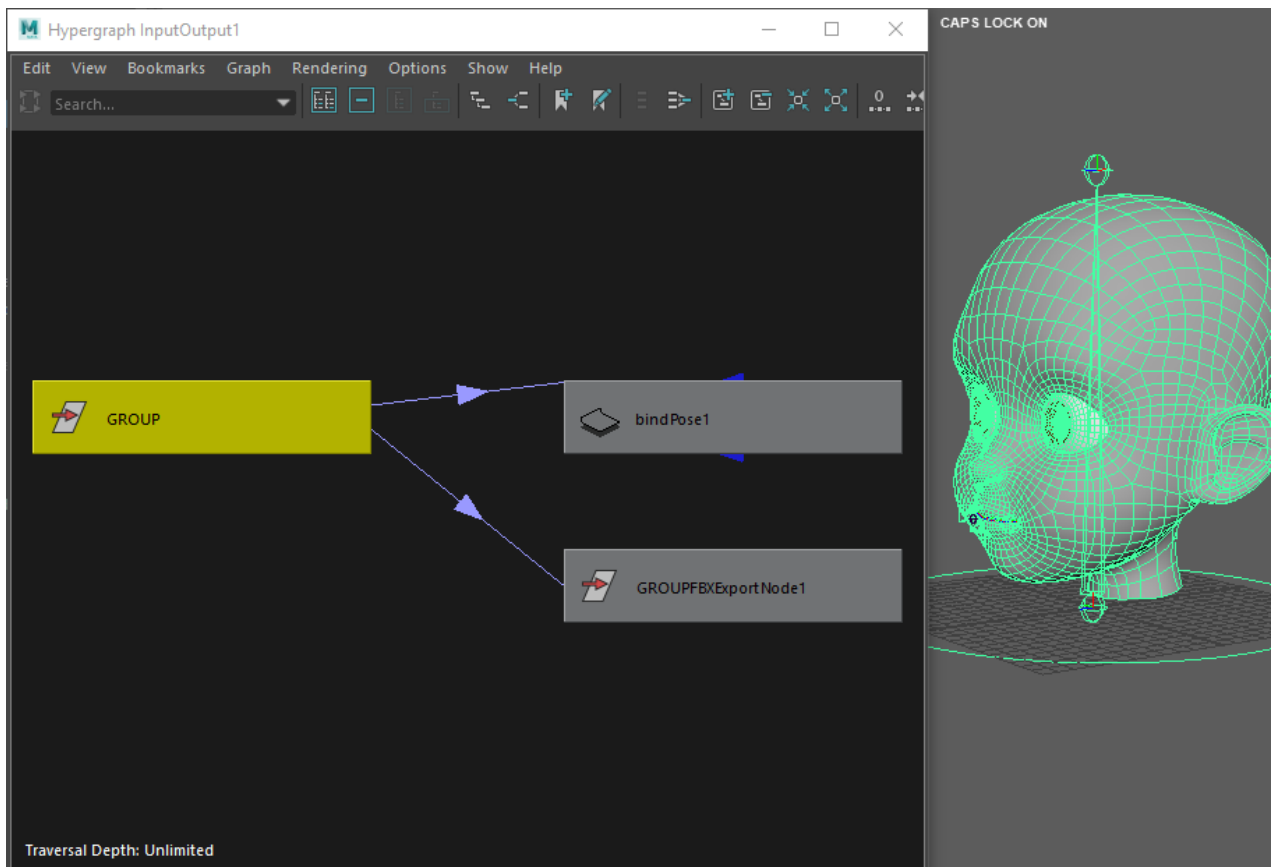 Hypergraph InputOutput1
CAPS LOCK ON
Edit View Bookmarks Graph Rendering Options Show Help
Search...
0
GROUP
bindPose1
GROUPFBXExportNode1
Traversal Depth: Unlimited